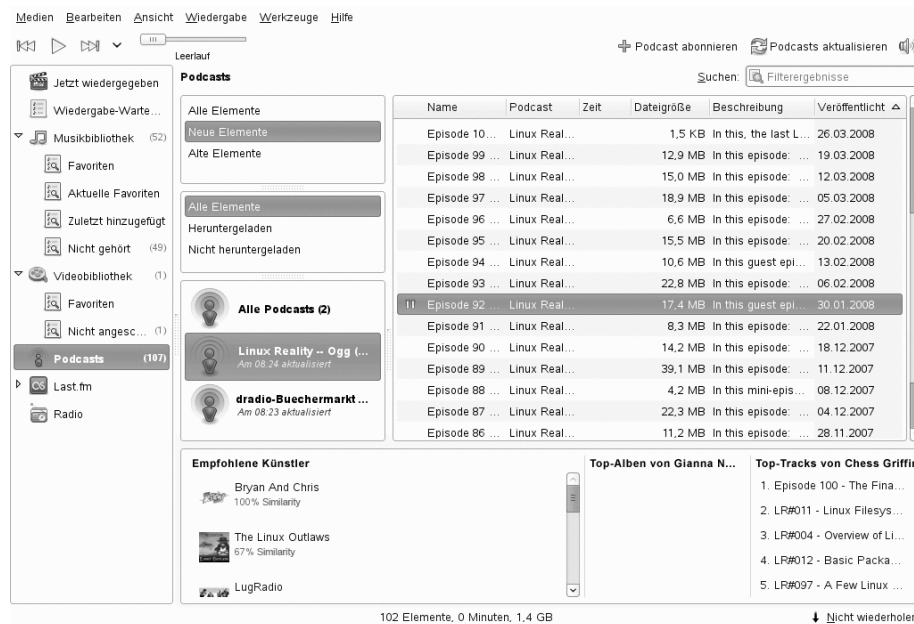 Medien Bearbeiten Ansicht Wiedergabe Werkzeuge Hilfe
Leerlauf
Podcast abonnieren Podcasts aktualisieren
Jetzt wiedergegeben
Wiedergabe-Warte...
Musikbibliothek (52)
Favoriten
Aktuelle Favoriten
Zuletzt hinzugefügt
Nicht gehört (49)
Videobibliothek (1)
Favoriten
Nicht angesc... (1)
Podcasts (107)
Last.fm
Radio
Podcasts
Suchen: Filterergebnisse
Alle Elemente
Neue Elemente
Alte Elemente
Alle Elemente
Heruntergeladen
Nicht heruntergeladen
Alle Podcasts (2)
Linux Reality -- Ogg (...
Am 08:24 aktualisiert
dradio-Buechermarkt ...
Am 08:23 aktualisiert
Name Podcast Zeit Dateigröße Beschreibung Veröffentlicht
Episode 10... Linux Real... 1,5 KB In this, the last L... 26.03.2008
Episode 99 ... Linux Real... 12,9 MB In this episode: ... 19.03.2008
Episode 98 ... Linux Real... 15,0 MB In this episode: ... 12.03.2008
Episode 97 ... Linux Real... 18,9 MB In this episode: ... 05.03.2008
Episode 96 ... Linux Real... 6,6 MB In this episode: ... 27.02.2008
Episode 95 ... Linux Real... 15,5 MB In this episode: ... 20.02.2008
Episode 94 ... Linux Real... 10,6 MB In this guest epi... 13.02.2008
Episode 93 ... Linux Real... 22,8 MB In this episode: ... 06.02.2008
Episode 92 ... Linux Real... 17,4 MB In this guest epi... 30.01.2008
Episode 91 ... Linux Real... 8,3 MB In this episode: ... 22.01.2008
Episode 90 ... Linux Real... 14,2 MB In this episode: ... 18.12.2007
Episode 89 ... Linux Real... 39,1 MB In this episode: ... 11.12.2007
Episode 88 ... Linux Real... 4,2 MB In this mini-epis... 08.12.2007
Episode 87 ... Linux Real... 22,3 MB In this episode: ... 04.12.2007
Episode 86 ... Linux Real... 11,2 MB In this episode: ... 28.11.2007
Empfohlene Künstler
Bryan And Chris
100% Similarity
The Linux Outlaws
67% Similarity
LugRadio
Top-Alben von Gianna N...
Top-Tracks von Chess Griffin
1. Episode 100 - The Fina...
2. LR#011 - Linux Filesys...
3. LR#004 - Overview of Li...
4. LR#012 - Basic Packa...
5. LR#097 - A Few Linux ...
102 Elemente, 0 Minuten, 1,4 GB
Nicht wiederholen